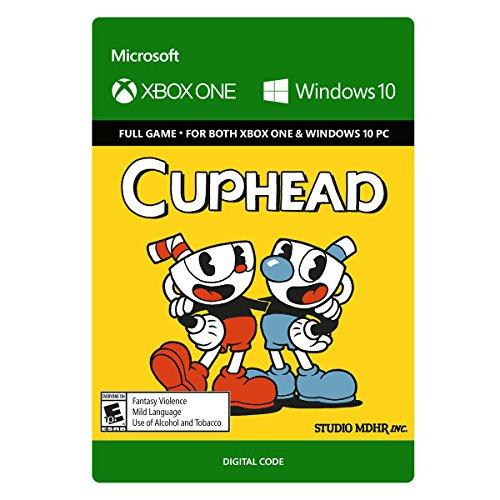 Microsoft
XBOX ONE Windows 10
FULL GAME • FOR BOTH XBOX ONE & WINDOWS 10 PC
CUPHEAD
EVERYONE 10+
E
10+
ESRB
Fantasy Violence
Mild Language
Use of Alcohol and Tobacco
STUDIO MDHR INC.
DIGITAL CODE